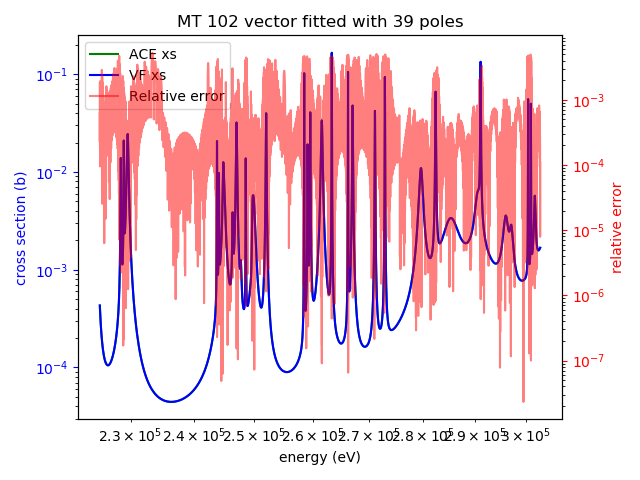 MT 102 vector fitted with 39 poles
ACE xs
VF xs
Relative error
10⁻¹
10⁻²
10⁻³
10⁻⁴
cross section (b)
10⁻³
10⁻⁴
10⁻⁵
10⁻⁶
10⁻⁷
relative error
2.3 × 10⁵ 2.4 × 10⁵ 2.5 × 10⁵ 2.6 × 10⁵ 2.7 × 10⁵ 2.8 × 10⁵ 2.9 × 10⁵ 3 × 10⁵
energy (eV)